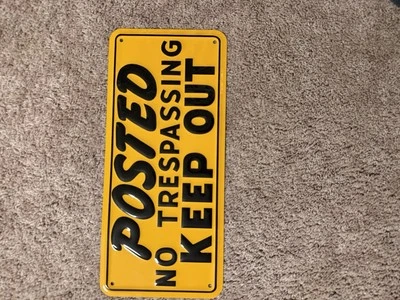 POSTED
NO TRESPASSING
KEEP OUT